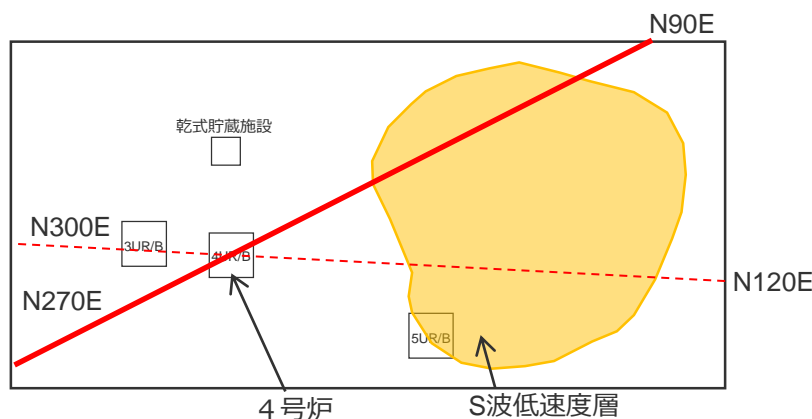 N90E
乾式貯蔵施設
N300E
3UR/B
4UR/B
N120E
N270E
5UR/B
４号炉
S波低速度層